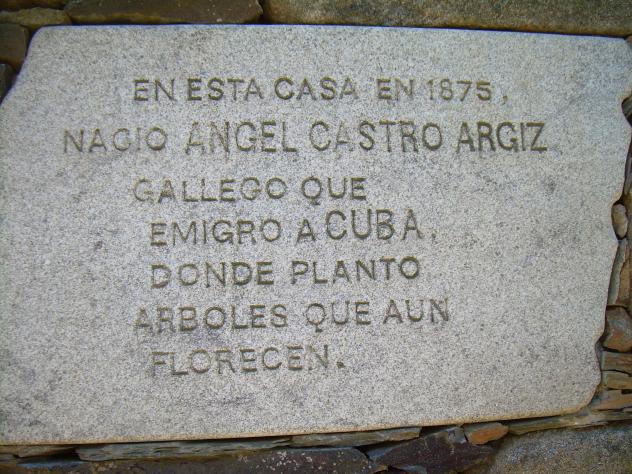 EN ESTA CASA EN 1875,
NACIO ANGEL CASTRO ARGIZ
GALLEGO QUE
EMIGRO A CUBA.
DONDE PLANTO
ARBOLES QUE AUN
FLORECEN.